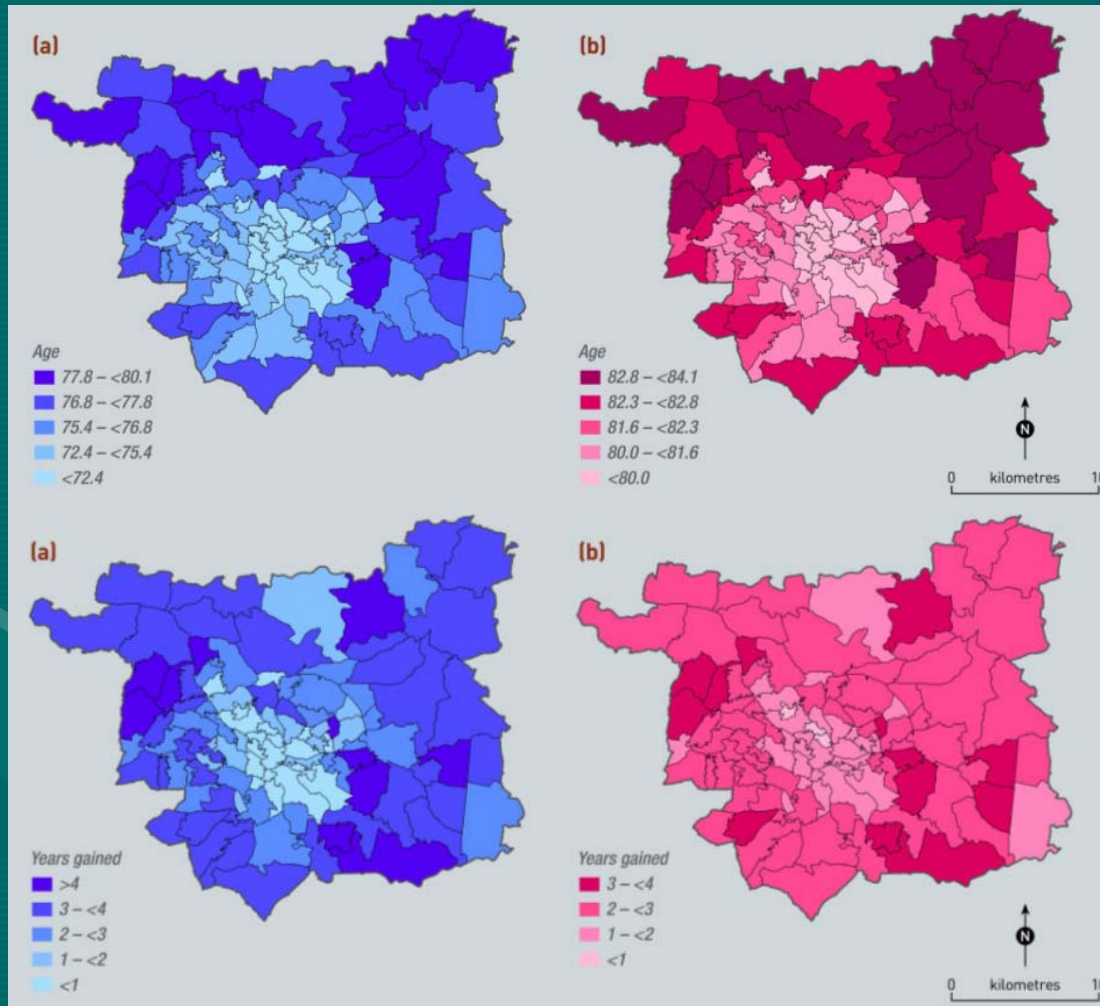 (a)
Age
77.8 – <80.1
76.8 – <77.8
75.4 – <76.8
72.4 – <75.4
<72.4
(b)
Age
82.8 – <84.1
82.3 – <82.8
81.6 – <82.3
80.0 – <81.6
<80.0
N
0 kilometres 10
(a)
Years gained
>4
3 – <4
2 – <3
1 – <2
<1
(b)
Years gained
3 – <4
2 – <3
1 – <2
<1
N
0 kilometres 10